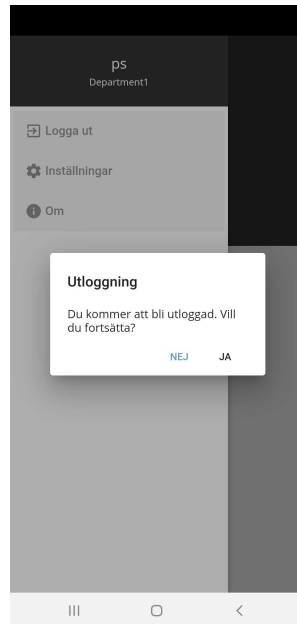 ps
Department1
Logga ut
Inställningar
Om
Utloggning
Du kommer att bli utloggad. Vill
du fortsätta?
NEJ JA